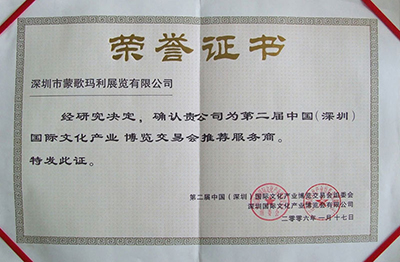 荣誉证书
深圳市蒙歌玛利展览有限公司
经研究决定，确认贵公司为第二届中国（深圳）
国际文化产业 博览交易会推荐服务商。
特发此证。
第二届中国（深圳）国际文化产业博览交易会组委会
深圳国际文化产业博览会有限公司
二〇〇六年一月十七日